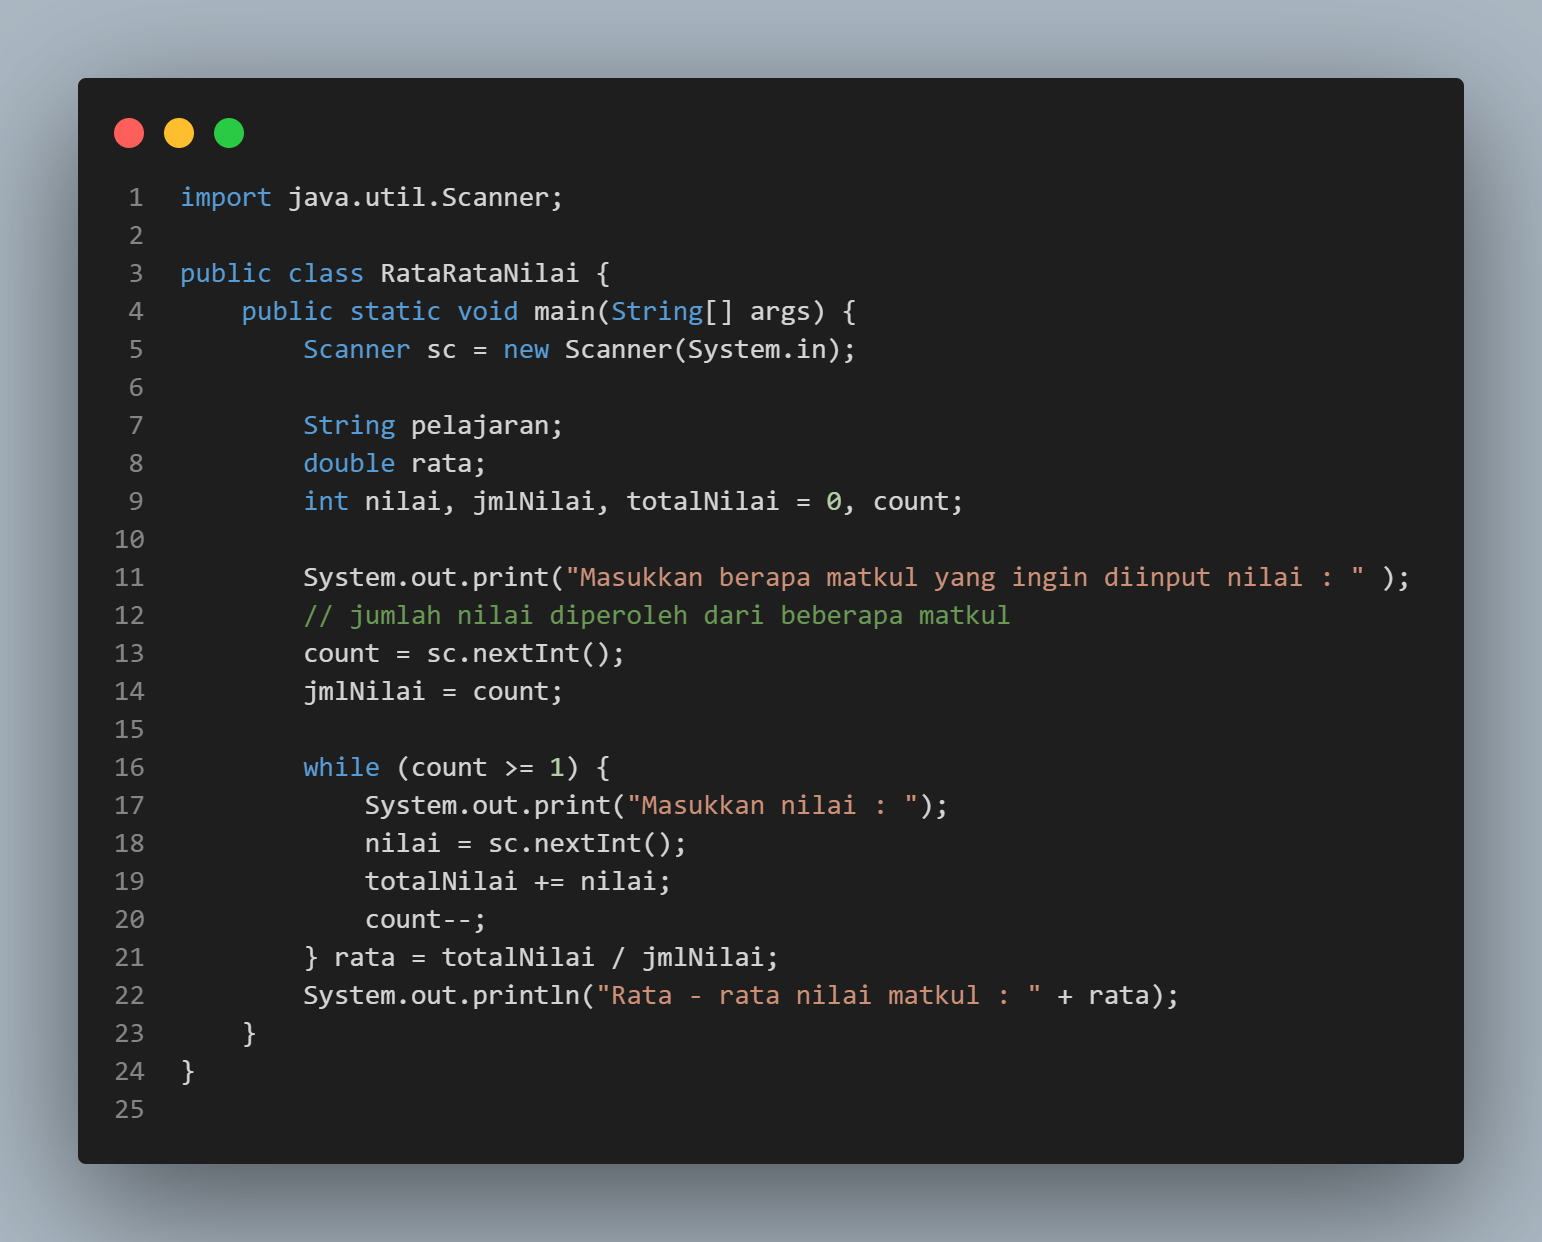 1 import java.util.Scanner;
2
3 public class RataRataNilai {
4     public static void main(String[] args) {
5         Scanner sc = new Scanner(System.in);
6
7         String pelajaran;
8         double rata;
9         int nilai, jmlNilai, totalNilai = 0, count;
10
11         System.out.print("Masukkan berapa matkul yang ingin diinput nilai : " );
12         // jumlah nilai diperoleh dari beberapa matkul
13         count = sc.nextInt();
14         jmlNilai = count;
15
16         while (count >= 1) {
17             System.out.print("Masukkan nilai : ");
18             nilai = sc.nextInt();
19             totalNilai += nilai;
20             count--;
21         } rata = totalNilai / jmlNilai;
22         System.out.println("Rata - rata nilai matkul : " + rata);
23     }
24 }
25